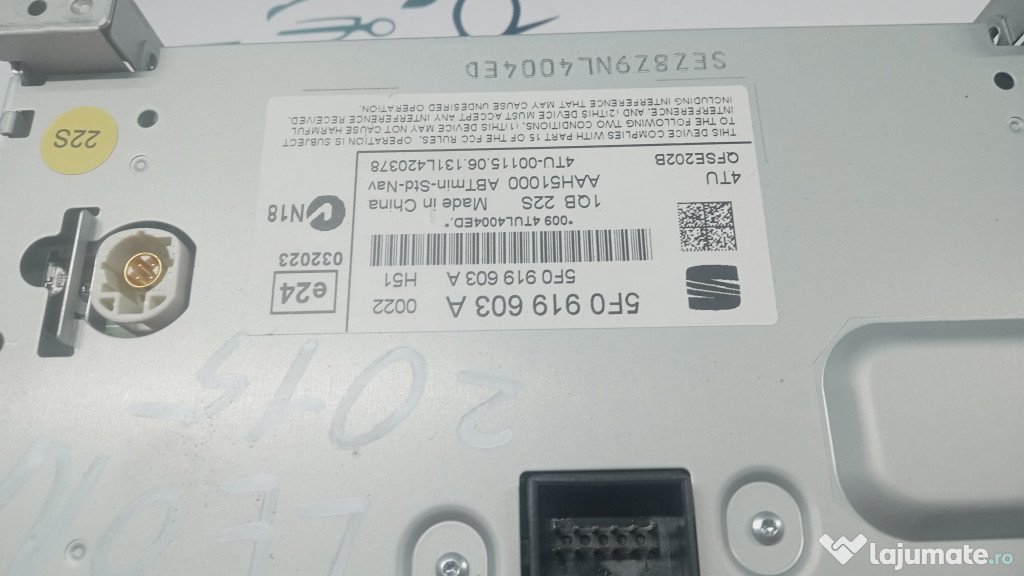 5F0 919 603 A
0022
5F0 919 603 A
H51
*009 4TUL4004ED.*
e24
032023
N18
1QB 22S Made in China
AAH51000 ABTmin-Std-Nav
4TU-00115.06.131L420378
4TU
QFSE202B
THIS DEVICE COMPLIES WITH PART 15 OF THE FCC RULES. OPERATION IS SUBJECT
TO THE FOLLOWING TWO CONDITIONS, (1)THIS DEVICE MAY NOT CAUSE HARMFUL
INTERFERENCE, AND, (2)THIS DEVICE MUST ACCEPT ANY INTERFERENCE RECEIVED,
INCLUDING INTERFERENCE THAT MAY CAUSE UNDESIRED OPERATION.
SEZ8Z9NL4004ED
22S
2015
lajumate.ro